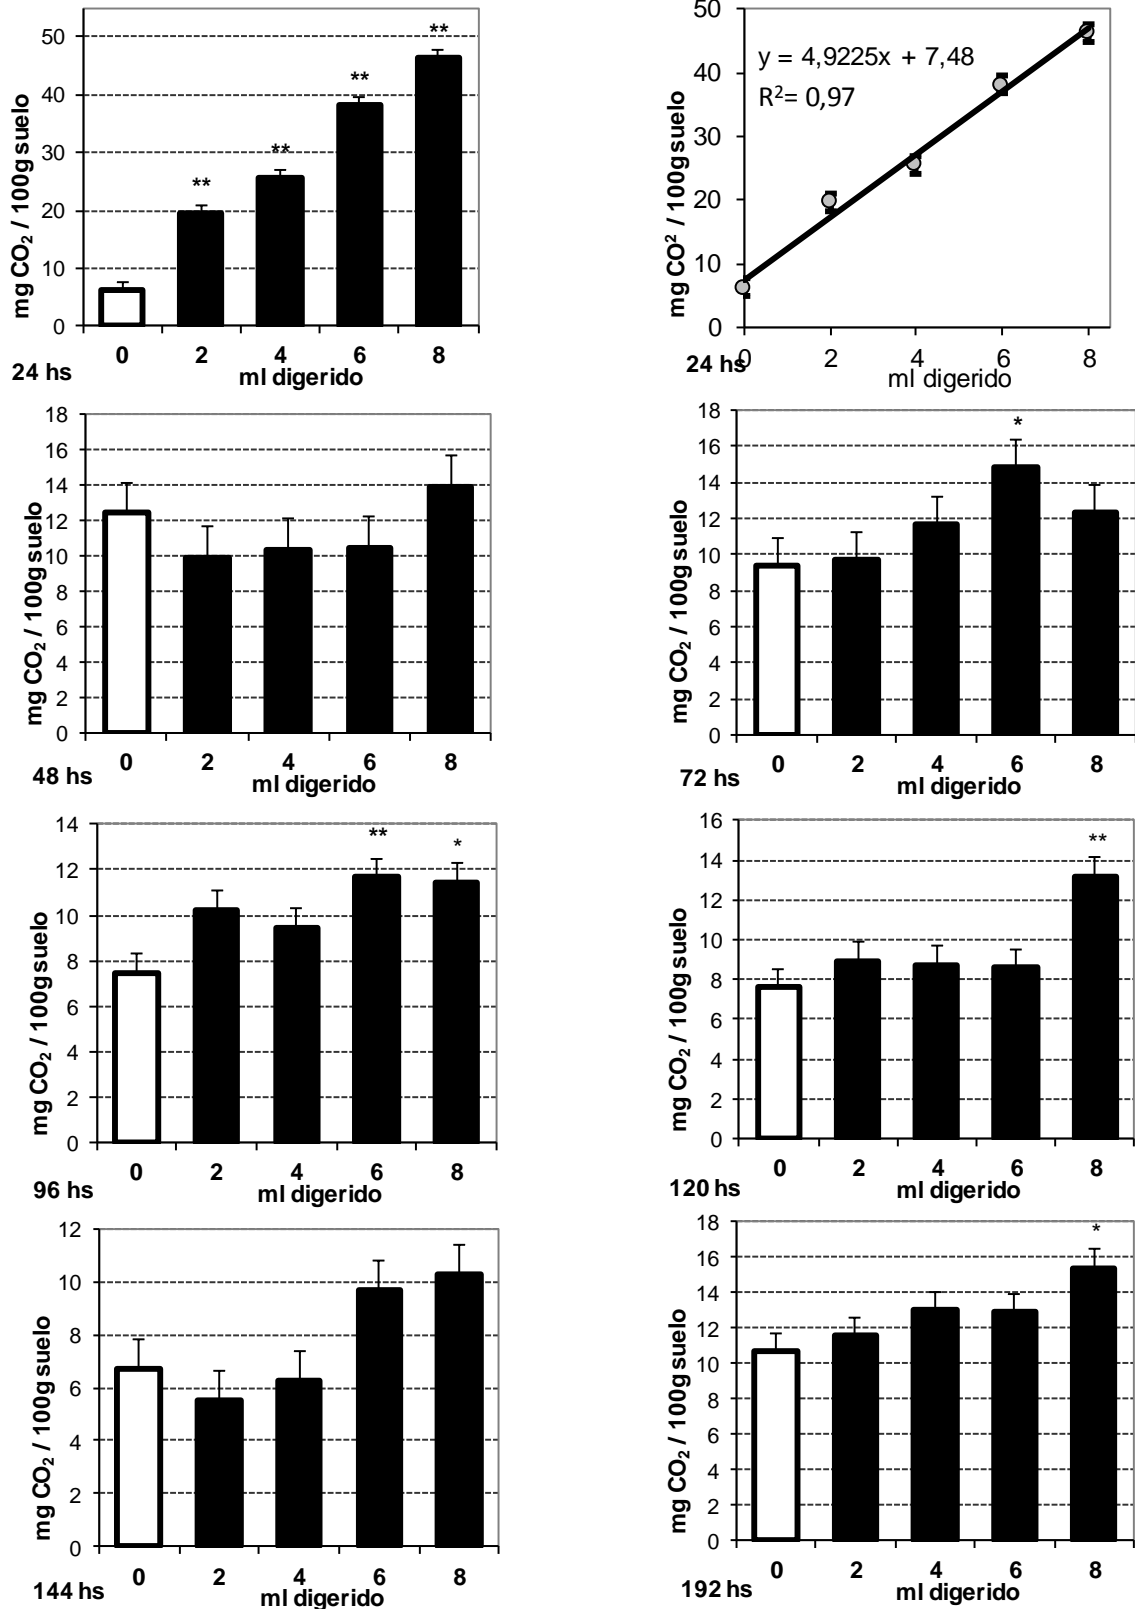 50
40
30
20
10
0
mg CO₂ / 100g suelo
** ** ** **
0 2 4 6 8
24 hs
ml digerido
50
40
30
20
10
0
mg CO² / 100g suelo
y = 4,9225x + 7,48
R²= 0,97
0 2 4 6 8
24 hs
ml digerido
18
16
14
12
10
8
6
4
2
0
mg CO₂ / 100g suelo
0 2 4 6 8
48 hs
ml digerido
18
16
14
12
10
8
6
4
2
0
mg CO₂ / 100g suelo
*
0 2 4 6 8
72 hs
ml digerido
14
12
10
8
6
4
2
0
mg CO₂ / 100g suelo
** *
0 2 4 6 8
96 hs
ml digerido
16
14
12
10
8
6
4
2
0
mg CO₂ / 100g suelo
**
0 2 4 6 8
120 hs
ml digerido
12
10
8
6
4
2
0
mg CO₂ / 100g suelo
0 2 4 6 8
144 hs
ml digerido
18
16
14
12
10
8
6
4
2
0
mg CO₂ / 100g suelo
*
0 2 4 6 8
192 hs
ml digerido